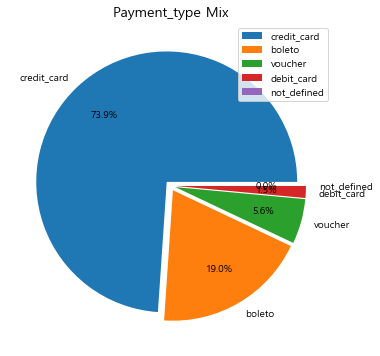 Payment_type Mix
credit_card
boleto
voucher
debit_card
not_defined
credit_card
73.9%
0.0%
not_defined
debit_card
5.6%
voucher
19.0%
boleto